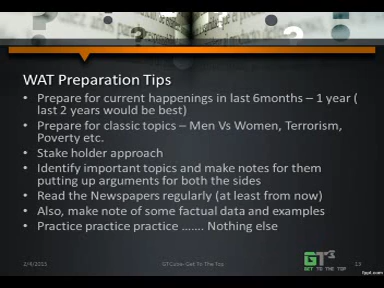 WAT Preparation Tips
• Prepare for current happenings in last 6months – 1 year (
last 2 years would be best)
• Prepare for classic topics – Men Vs Women, Terrorism,
Poverty etc.
• Stake holder approach
• Identify important topics and make notes for them
putting up arguments for both the sides
• Read the Newspapers regularly (at least from now)
• Also, make note of some factual data and examples
• Practice practice practice ....... Nothing else
2/4/2015
GTCube- Get To The Top
13
GT3
GET TO THE TOP
fppt.com